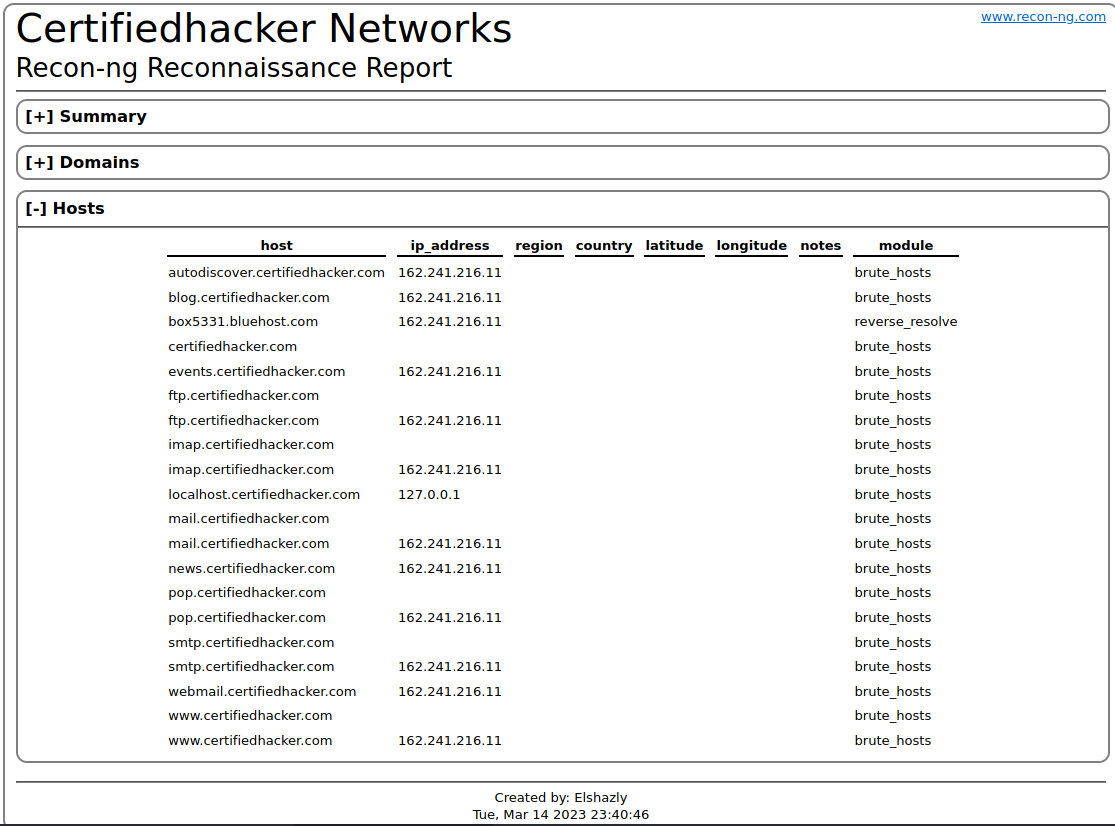 Certifiedhacker Networks
www.recon-ng.com
Recon-ng Reconnaissance Report
[+] Summary
[+] Domains
[-] Hosts
host ip_address region country latitude longitude notes module
autodiscover.certifiedhacker.com 162.241.216.11 brute_hosts
blog.certifiedhacker.com 162.241.216.11 brute_hosts
box5331.bluehost.com 162.241.216.11 reverse_resolve
certifiedhacker.com brute_hosts
events.certifiedhacker.com 162.241.216.11 brute_hosts
ftp.certifiedhacker.com brute_hosts
ftp.certifiedhacker.com 162.241.216.11 brute_hosts
imap.certifiedhacker.com brute_hosts
imap.certifiedhacker.com 162.241.216.11 brute_hosts
localhost.certifiedhacker.com 127.0.0.1 brute_hosts
mail.certifiedhacker.com brute_hosts
mail.certifiedhacker.com 162.241.216.11 brute_hosts
news.certifiedhacker.com 162.241.216.11 brute_hosts
pop.certifiedhacker.com brute_hosts
pop.certifiedhacker.com 162.241.216.11 brute_hosts
smtp.certifiedhacker.com brute_hosts
smtp.certifiedhacker.com 162.241.216.11 brute_hosts
webmail.certifiedhacker.com 162.241.216.11 brute_hosts
www.certifiedhacker.com brute_hosts
www.certifiedhacker.com 162.241.216.11 brute_hosts
Created by: Elshazly
Tue, Mar 14 2023 23:40:46